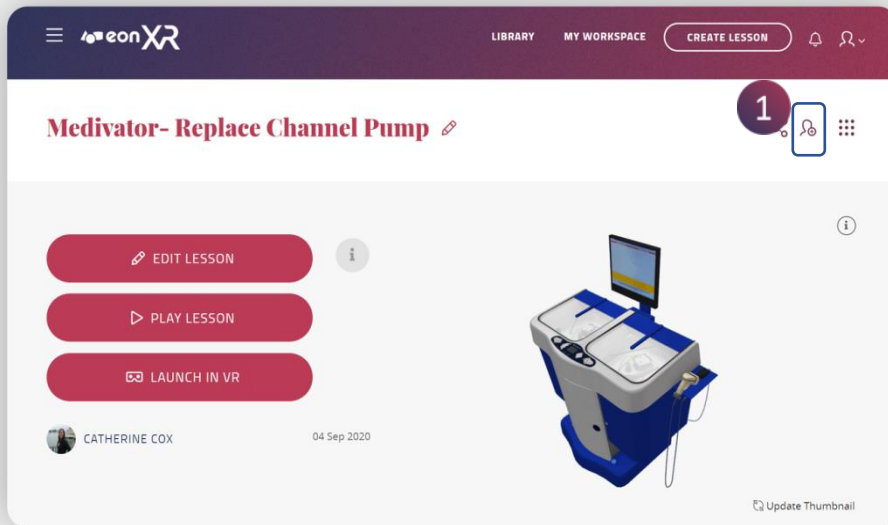 eonXR
LIBRARY
MY WORKSPACE
CREATE LESSON
Medivator- Replace Channel Pump
1
i
EDIT LESSON
i
PLAY LESSON
LAUNCH IN VR
CATHERINE COX
04 Sep 2020
Update Thumbnail